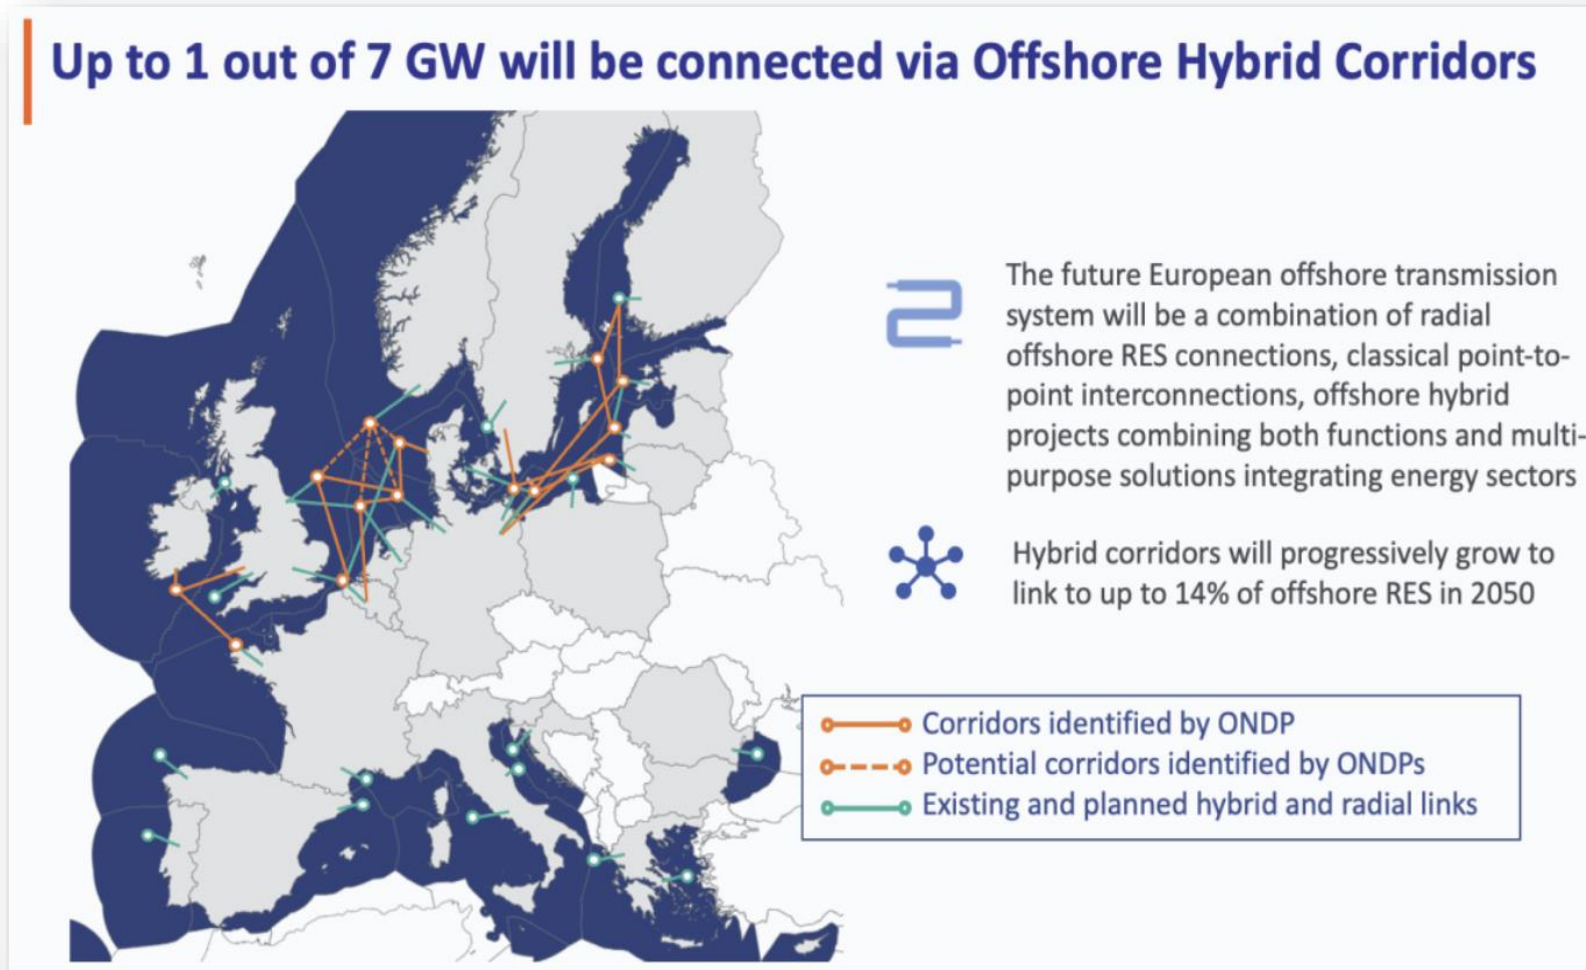 Up to 1 out of 7 GW will be connected via Offshore Hybrid Corridors
The future European offshore transmission
system will be a combination of radial
offshore RES connections, classical point-to-
point interconnections, offshore hybrid
projects combining both functions and multi-
purpose solutions integrating energy sectors
Hybrid corridors will progressively grow to
link to up to 14% of offshore RES in 2050
Corridors identified by ONDP
Potential corridors identified by ONDPs
Existing and planned hybrid and radial links